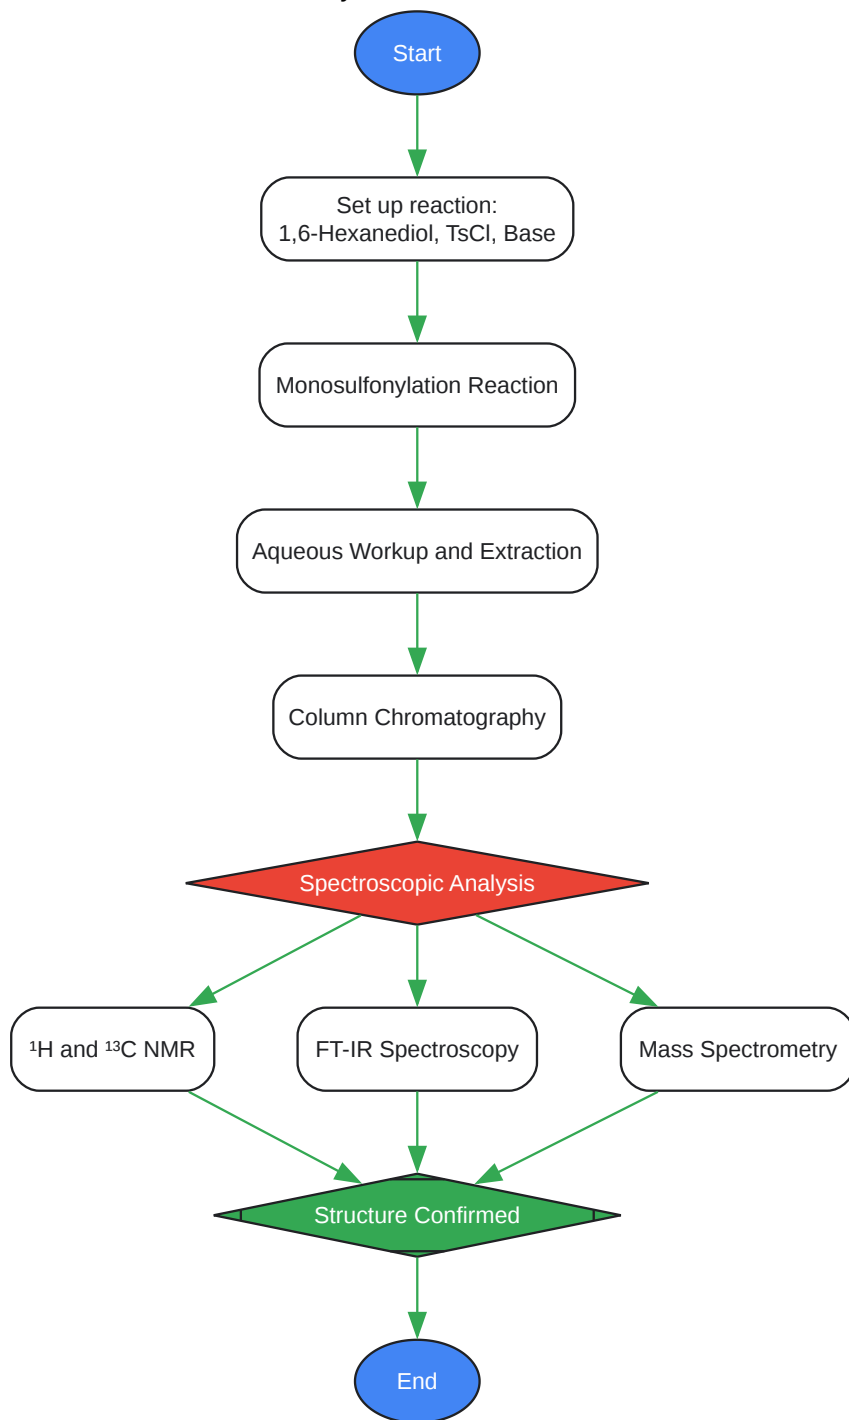 Start
Set up reaction:
1,6-Hexanediol, TsCl, Base
Monosulfonylation Reaction
Aqueous Workup and Extraction
Column Chromatography
Spectroscopic Analysis
¹H and ¹³C NMR
FT-IR Spectroscopy
Mass Spectrometry
Structure Confirmed
End